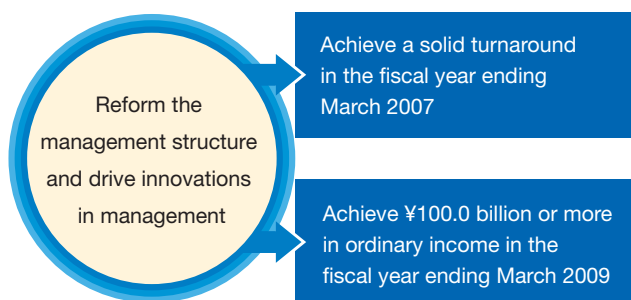 Reform the
management structure
and drive innovations
in management
Achieve a solid turnaround
in the fiscal year ending
March 2007
Achieve ¥100.0 billion or more
in ordinary income in the
fiscal year ending March 2009